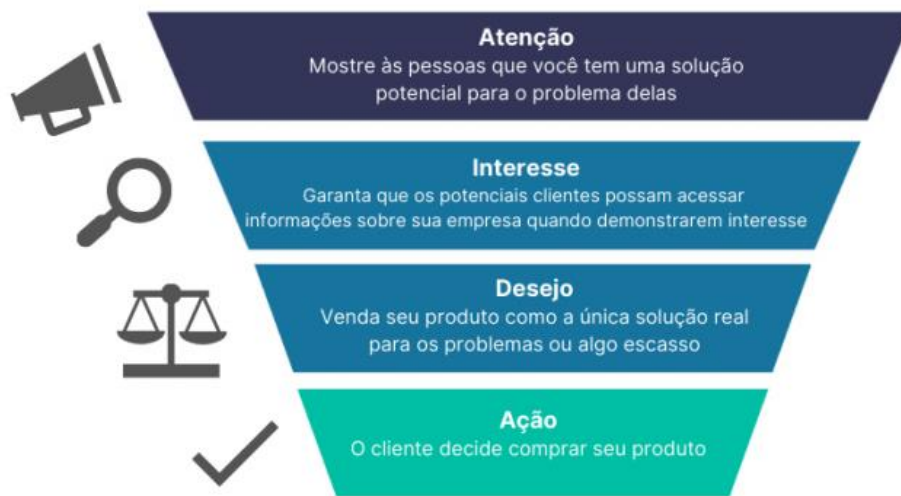 Atenção
Mostre às pessoas que você tem uma solução
potencial para o problema delas
Interesse
Garanta que os potenciais clientes possam acessar
informações sobre sua empresa quando demonstrarem interesse
Desejo
Venda seu produto como a única solução real
para os problemas ou algo escasso
Ação
O cliente decide comprar seu produto